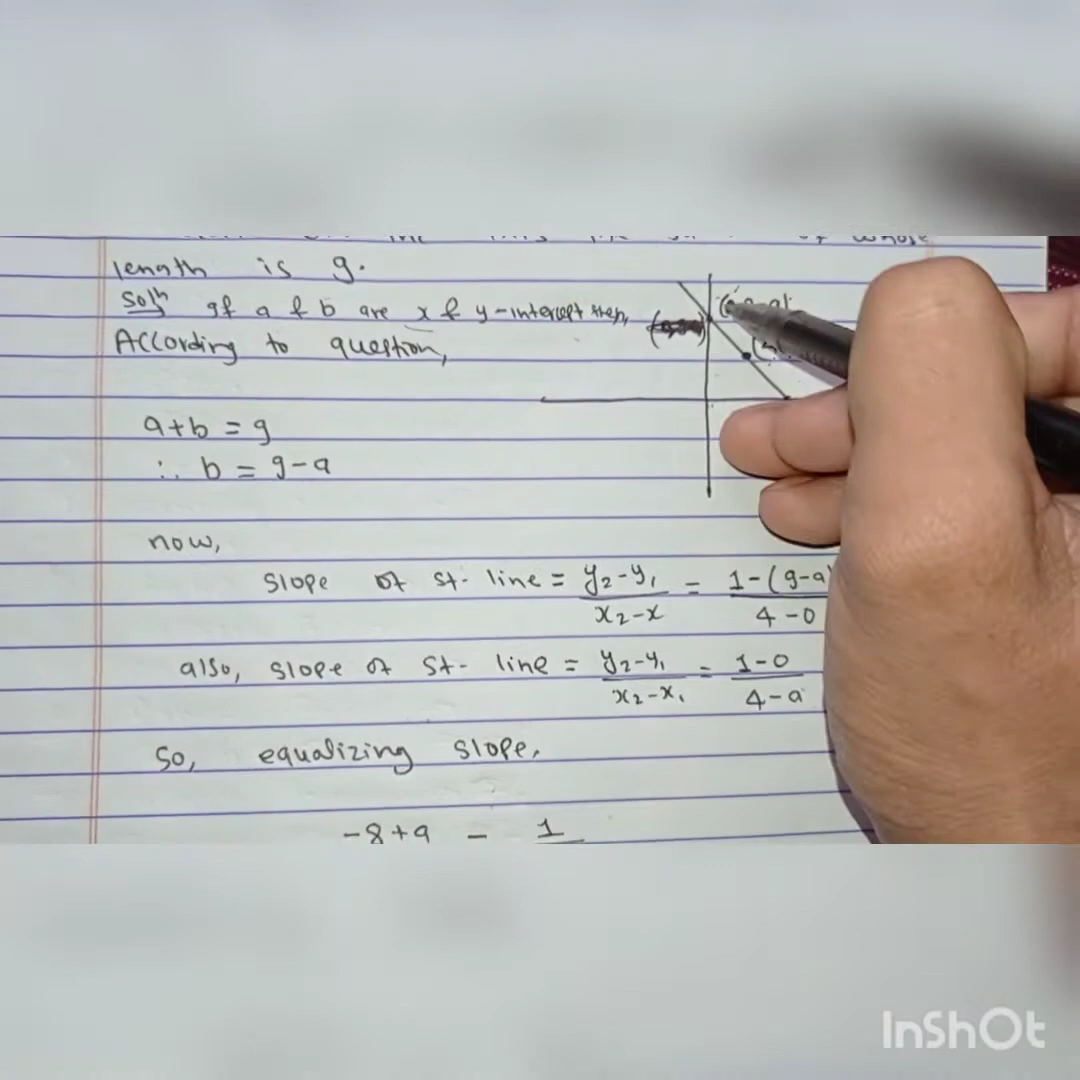 length is 9.
Soln If a & b are x & y-intercept then,
According to question,
a+b = 9
∴ b = 9-a
now,
slope of st- line = y₂-y₁/x₂-x = 1-(9-a)/4-0
also, slope of st- line = y₂-y₁/x₂-x₁ = 1-0/4-a
So, equalizing slope,
-8+a - 1
InShOt